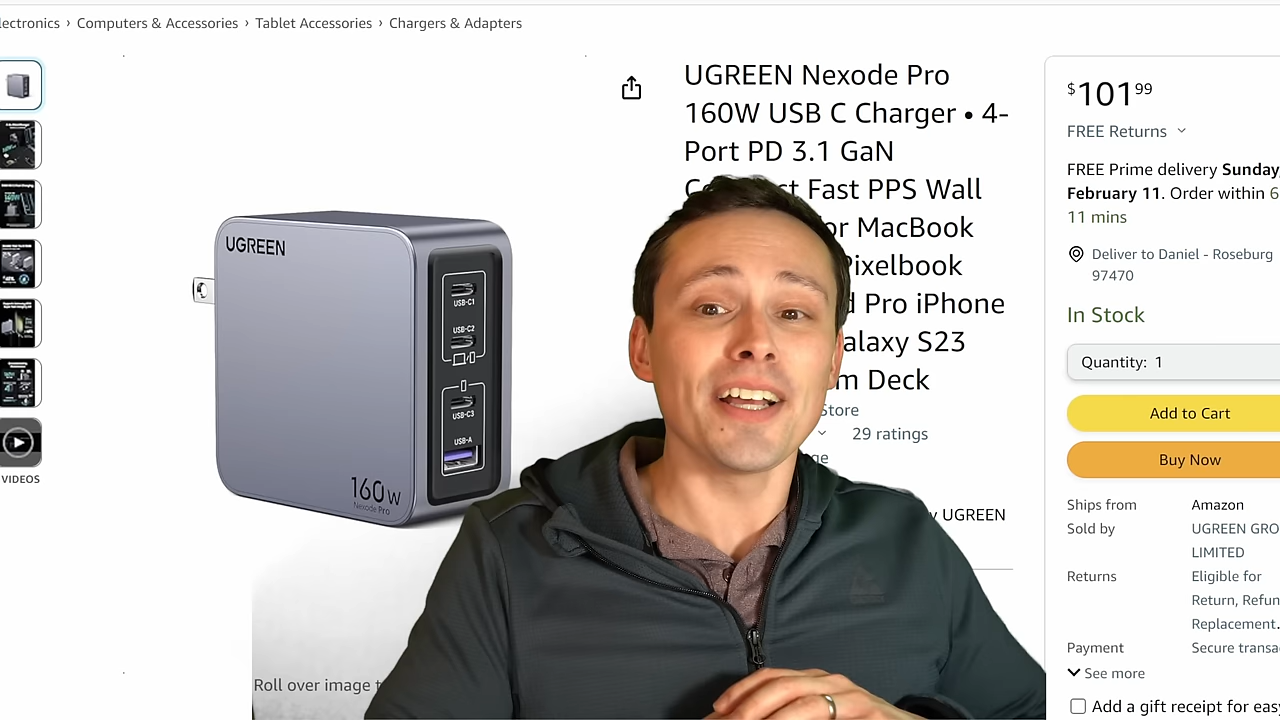 lectronics › Computers & Accessories › Tablet Accessories › Chargers & Adapters
UGREEN
USB-C1
USB-C2
USB-C3
USB-A
160W
Nexode Pro
VIDEOS
Roll over image t
UGREEN Nexode Pro
160W USB C Charger • 4-
Port PD 3.1 GaN
t Fast PPS Wall
or MacBook
Pixelbook
d Pro iPhone
alaxy S23
m Deck
Store
29 ratings
ge
y UGREEN
$10199
FREE Returns
FREE Prime delivery Sunday,
February 11. Order within 6
11 mins
Deliver to Daniel - Roseburg
97470
In Stock
Quantity: 1
Add to Cart
Buy Now
Ships from Amazon
Sold by UGREEN GRO
LIMITED
Returns Eligible for
Return, Refun
Replacement.
Payment Secure transa
See more
Add a gift receipt for eas